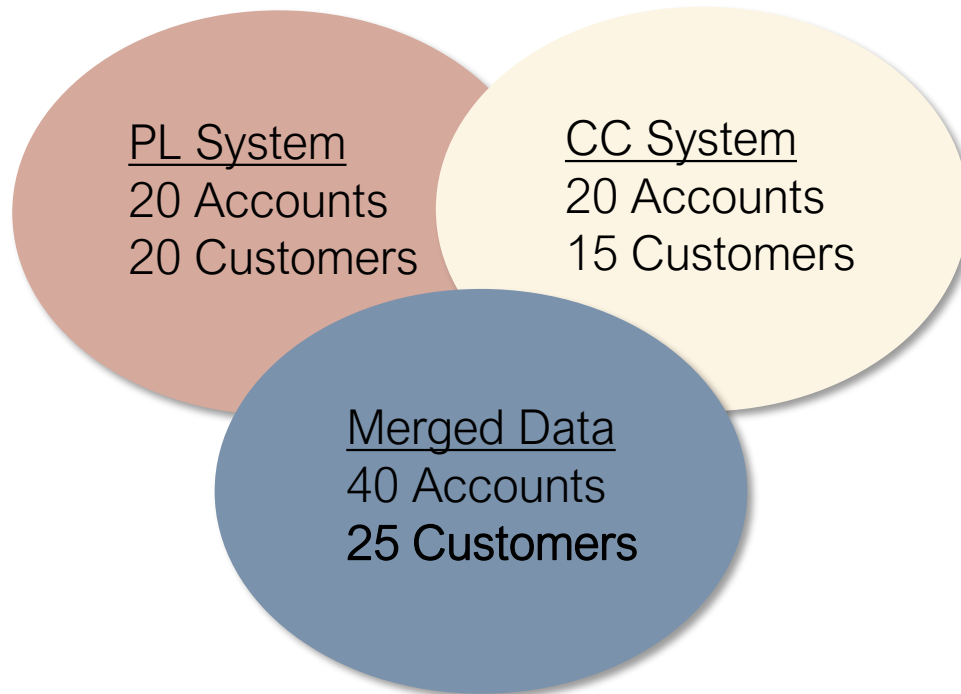 PL System
20 Accounts
20 Customers
CC System
20 Accounts
15 Customers
Merged Data
40 Accounts
25 Customers